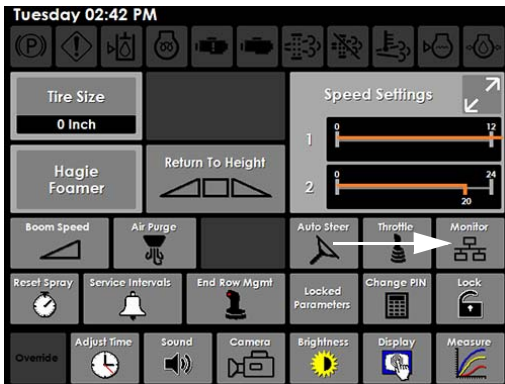 Tuesday 02:42 PM
Tire Size
0 Inch
Speed Settings
1 0 12
Hagie
Foamer
Return To Height
2 0 24
20
Boom Speed Air Purge Auto Steer Throttle Monitor
Reset Spray Service Intervals End Row Mgmt Locked
Parameters Change PIN Lock
Override Adjust Time Sound Camera Brightness Display Measure